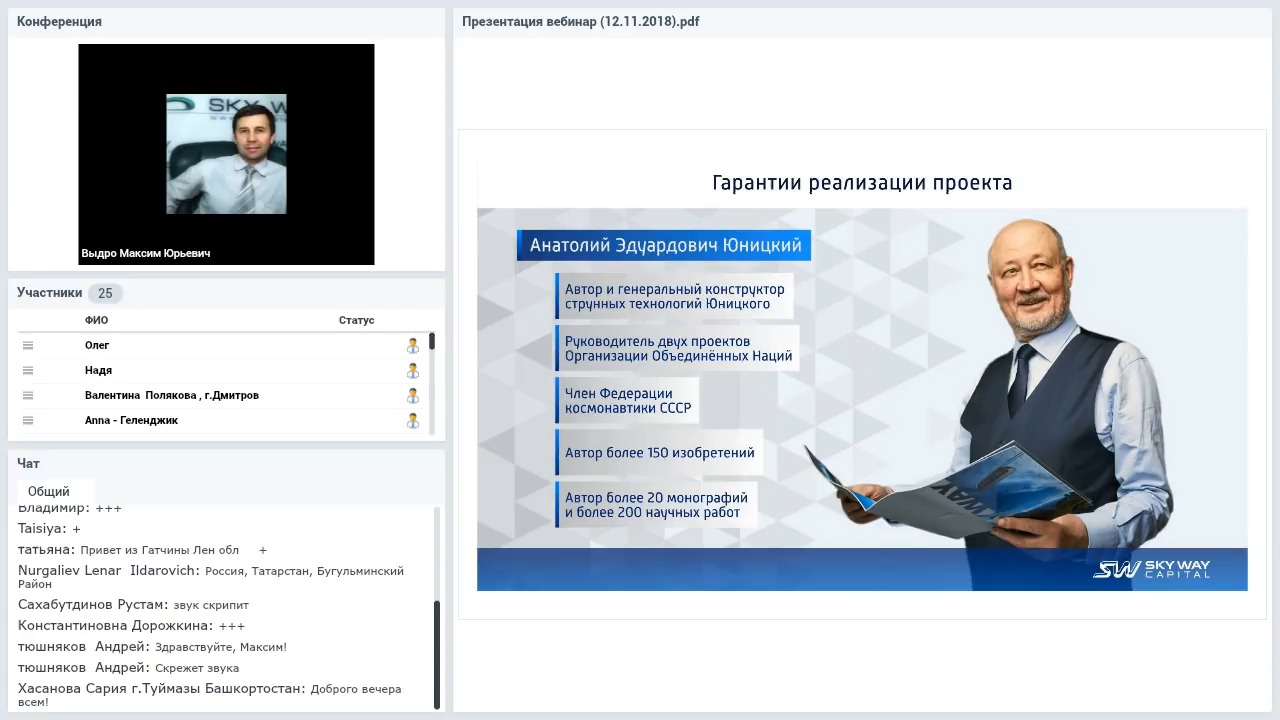 Конференция
SKY W
WAY
Выдро Максим Юрьевич
Участники 25
ФИО Статус
Олег
Надя
Валентина Полякова , г.Дмитров
Anna - Геленджик
Чат
Общий
Владимир: +++
Taisiya: +
татьяна: Привет из Гатчины Лен обл +
Nurgaliev Lenar Ildarovich: Россия, Татарстан, Бугульминский
Район
Сахабутдинов Рустам: звук скрипит
Константиновна Дорожкина: +++
тюшняков Андрей: Здравствуйте, Максим!
тюшняков Андрей: Скрежет звука
Хасанова Сария г.Туймазы Башкортостан: Доброго вечера
всем!
Презентация вебинар (12.11.2018).pdf
Гарантии реализации проекта
Анатолий Эдуардович Юницкий
Автор и генеральный конструктор
струнных технологий Юницкого
Руководитель двух проектов
Организации Объединённых Наций
Член Федерации
космонавтики СССР
Автор более 150 изобретений
Автор более 20 монографий
и более 200 научных работ
WAY
SW SKY WAY
CAPITAL